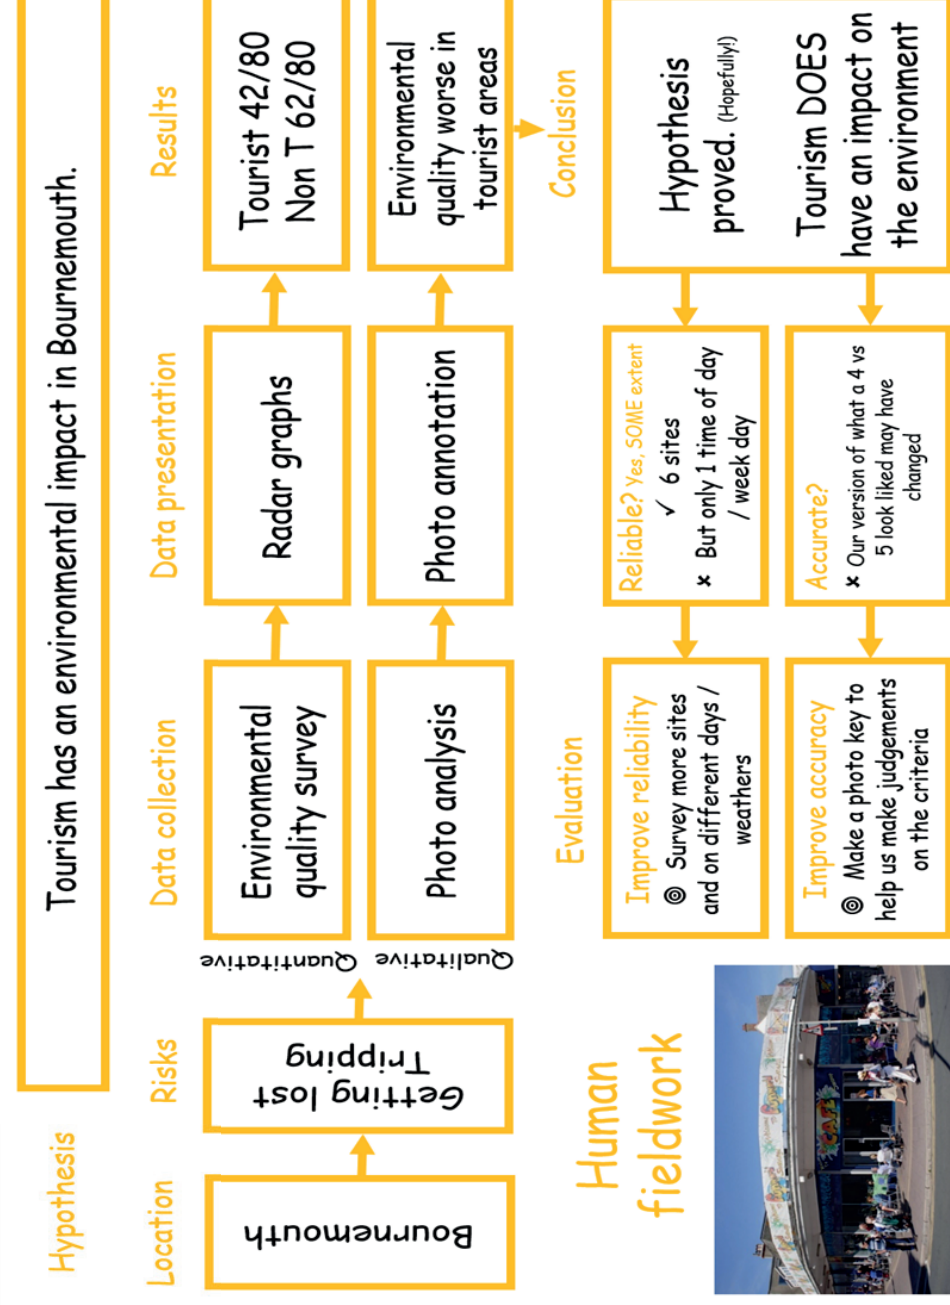 Hypothesis
Tourism has an environmental impact in Bournemouth.
Location
Bournemouth
Risks
Getting lost
Tripping
Quantitative
Qualitative
Data collection
Environmental
quality survey
Photo analysis
Data presentation
Radar graphs
Photo annotation
Results
Tourist 42/80
Non T 62/80
Environmental
quality worse in
tourist areas
Human
fieldwork
CAFE
Evaluation
Improve reliability
◎ Survey more sites
and on different days /
weathers
Improve accuracy
◎ Make a photo key to
help us make judgements
on the criteria
Reliable? Yes, SOME extent
✓ 6 sites
× But only 1 time of day
/ week day
Accurate?
× Our version of what a 4 vs
5 look liked may have
changed
Conclusion
Hypothesis
proved. (Hopefully!)
Tourism DOES
have an impact on
the environment